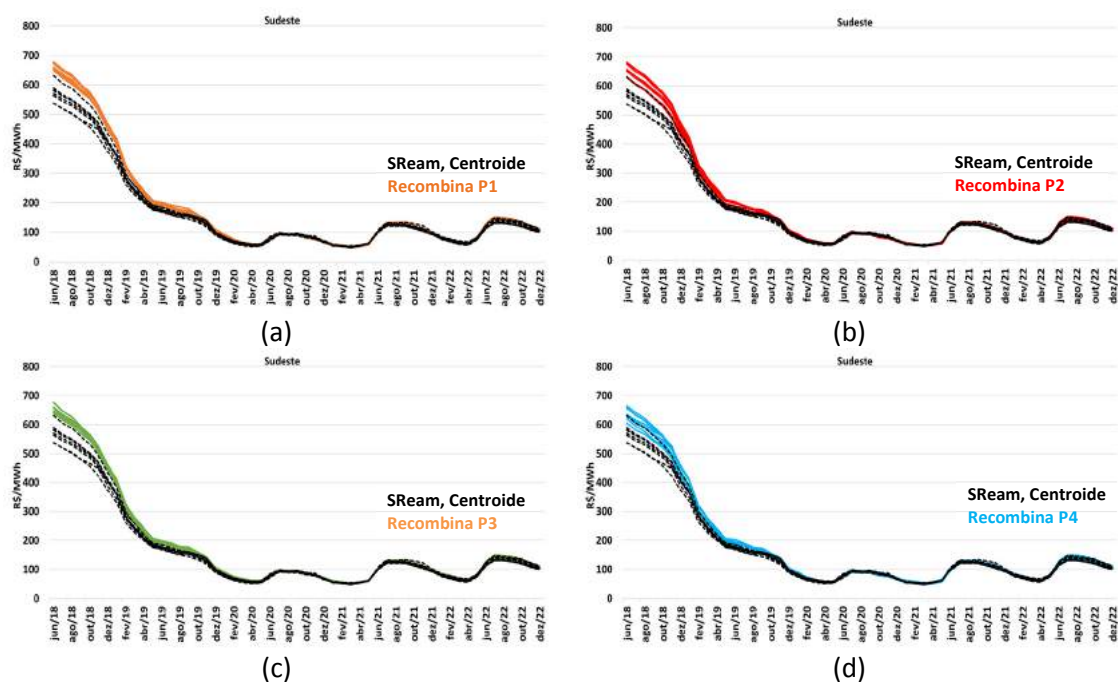 Sudeste
800
700
600
500
400
300
200
100
0
R$/MWh
SReam, Centroide
Recombina P1
jun/18
ago/18
out/18
dez/18
fev/19
abr/19
jun/19
ago/19
out/19
dez/19
fev/20
abr/20
jun/20
ago/20
out/20
dez/20
fev/21
abr/21
jun/21
ago/21
out/21
dez/21
fev/22
abr/22
jun/22
ago/22
out/22
dez/22
(a)
Sudeste
800
700
600
500
400
300
200
100
0
R$/MWh
SReam, Centroide
Recombina P2
jun/18
ago/18
out/18
dez/18
fev/19
abr/19
jun/19
ago/19
out/19
dez/19
fev/20
abr/20
jun/20
ago/20
out/20
dez/20
fev/21
abr/21
jun/21
ago/21
out/21
dez/21
fev/22
abr/22
jun/22
ago/22
out/22
dez/22
(b)
Sudeste
800
700
600
500
400
300
200
100
0
R$/MWh
SReam, Centroide
Recombina P3
jun/18
ago/18
out/18
dez/18
fev/19
abr/19
jun/19
ago/19
out/19
dez/19
fev/20
abr/20
jun/20
ago/20
out/20
dez/20
fev/21
abr/21
jun/21
ago/21
out/21
dez/21
fev/22
abr/22
jun/22
ago/22
out/22
dez/22
(c)
Sudeste
800
700
600
500
400
300
200
100
0
R$/MWh
SReam, Centroide
Recombina P4
jun/18
ago/18
out/18
dez/18
fev/19
abr/19
jun/19
ago/19
out/19
dez/19
fev/20
abr/20
jun/20
ago/20
out/20
dez/20
fev/21
abr/21
jun/21
ago/21
out/21
dez/21
fev/22
abr/22
jun/22
ago/22
out/22
dez/22
(d)